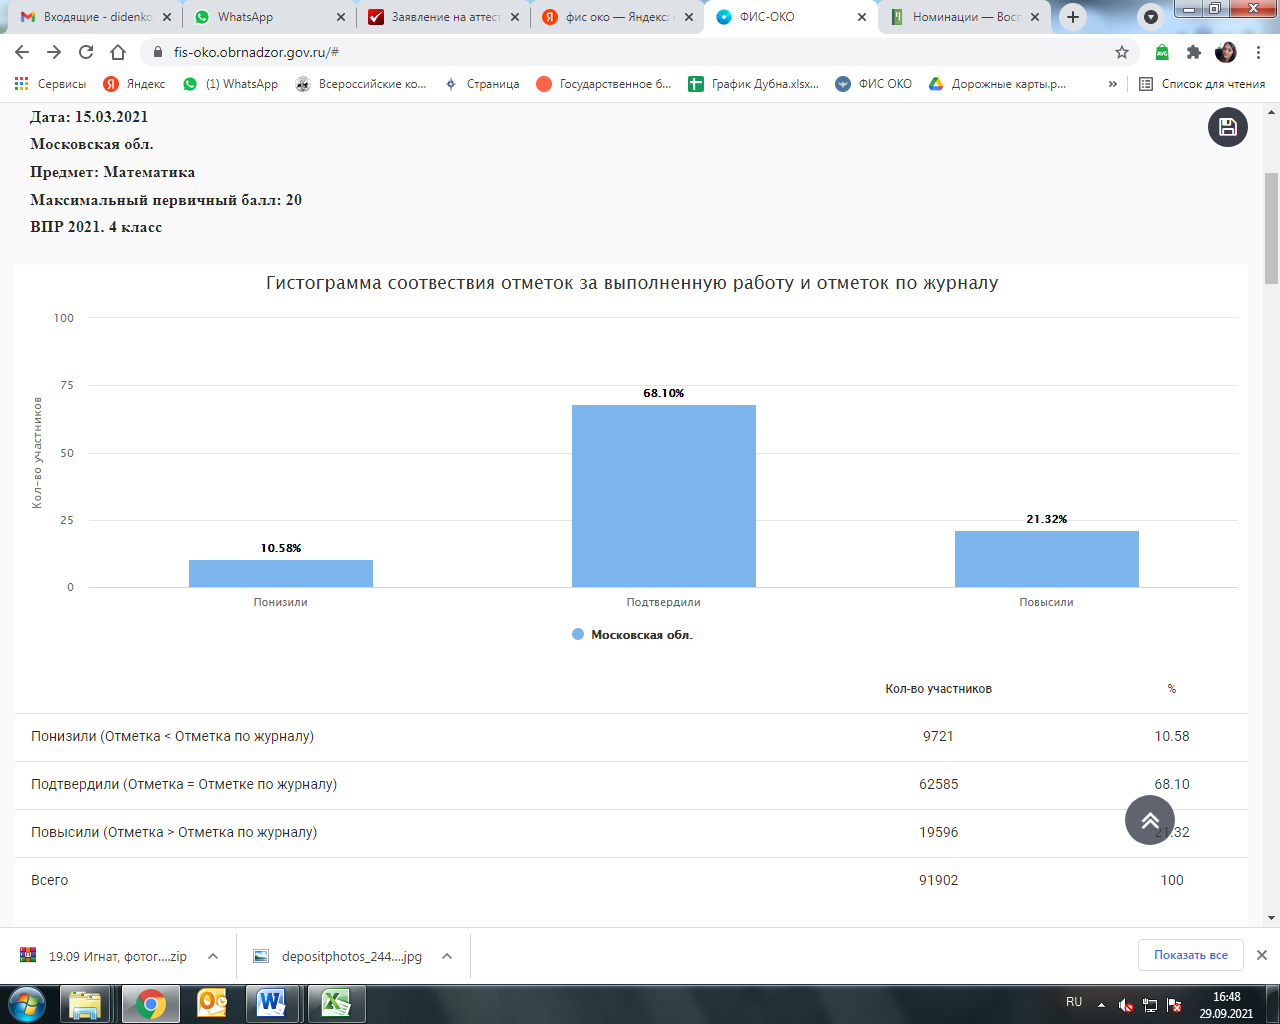 Входящие - didenko
WhatsApp
Заявление на аттест
фис око — Яндекс:
ФИС-ОКО
Номинации — Восп
fis-oko.obrnadzor.gov.ru/#
Сервисы
Яндекс
(1) WhatsApp
Всероссийские ко...
Страница
Государственное б...
График Дубна.xlsx...
ФИС ОКО
Дорожные карты.р...
»
Список для чтения
Дата: 15.03.2021
Московская обл.
Предмет: Математика
Максимальный первичный балл: 20
ВПР 2021. 4 класс
Гистограмма соотвествия отметок за выполненную работу и отметок по журналу
Кол-во участников
100
75
50
25
0
10.58%
68.10%
21.32%
Понизили
Подтвердили
Повысили
Московская обл.
Кол-во участников %
Понизили (Отметка < Отметка по журналу) 9721 10.58
Подтвердили (Отметка = Отметке по журналу) 62585 68.10
Повысили (Отметка > Отметка по журналу) 19596 21.32
Всего 91902 100
19.09 Игнат, фотог....zip
depositphotos_244....jpg
Показать все
RU
16:48
29.09.2021